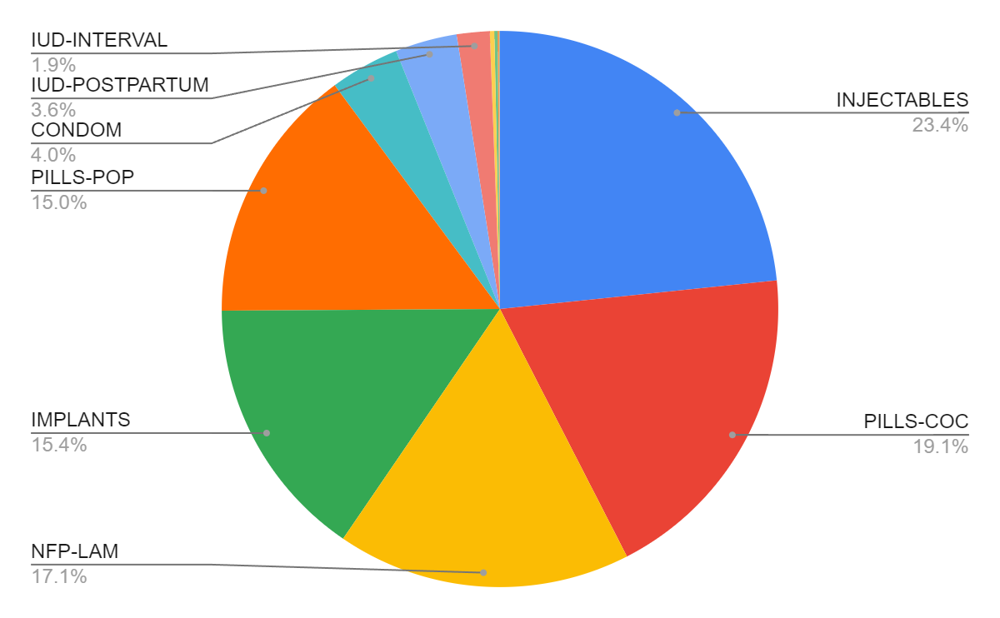 IUD-INTERVAL
1.9%
IUD-POSTPARTUM
3.6%
CONDOM
4.0%
PILLS-POP
15.0%
IMPLANTS
15.4%
NFP-LAM
17.1%
INJECTABLES
23.4%
PILLS-COC
19.1%